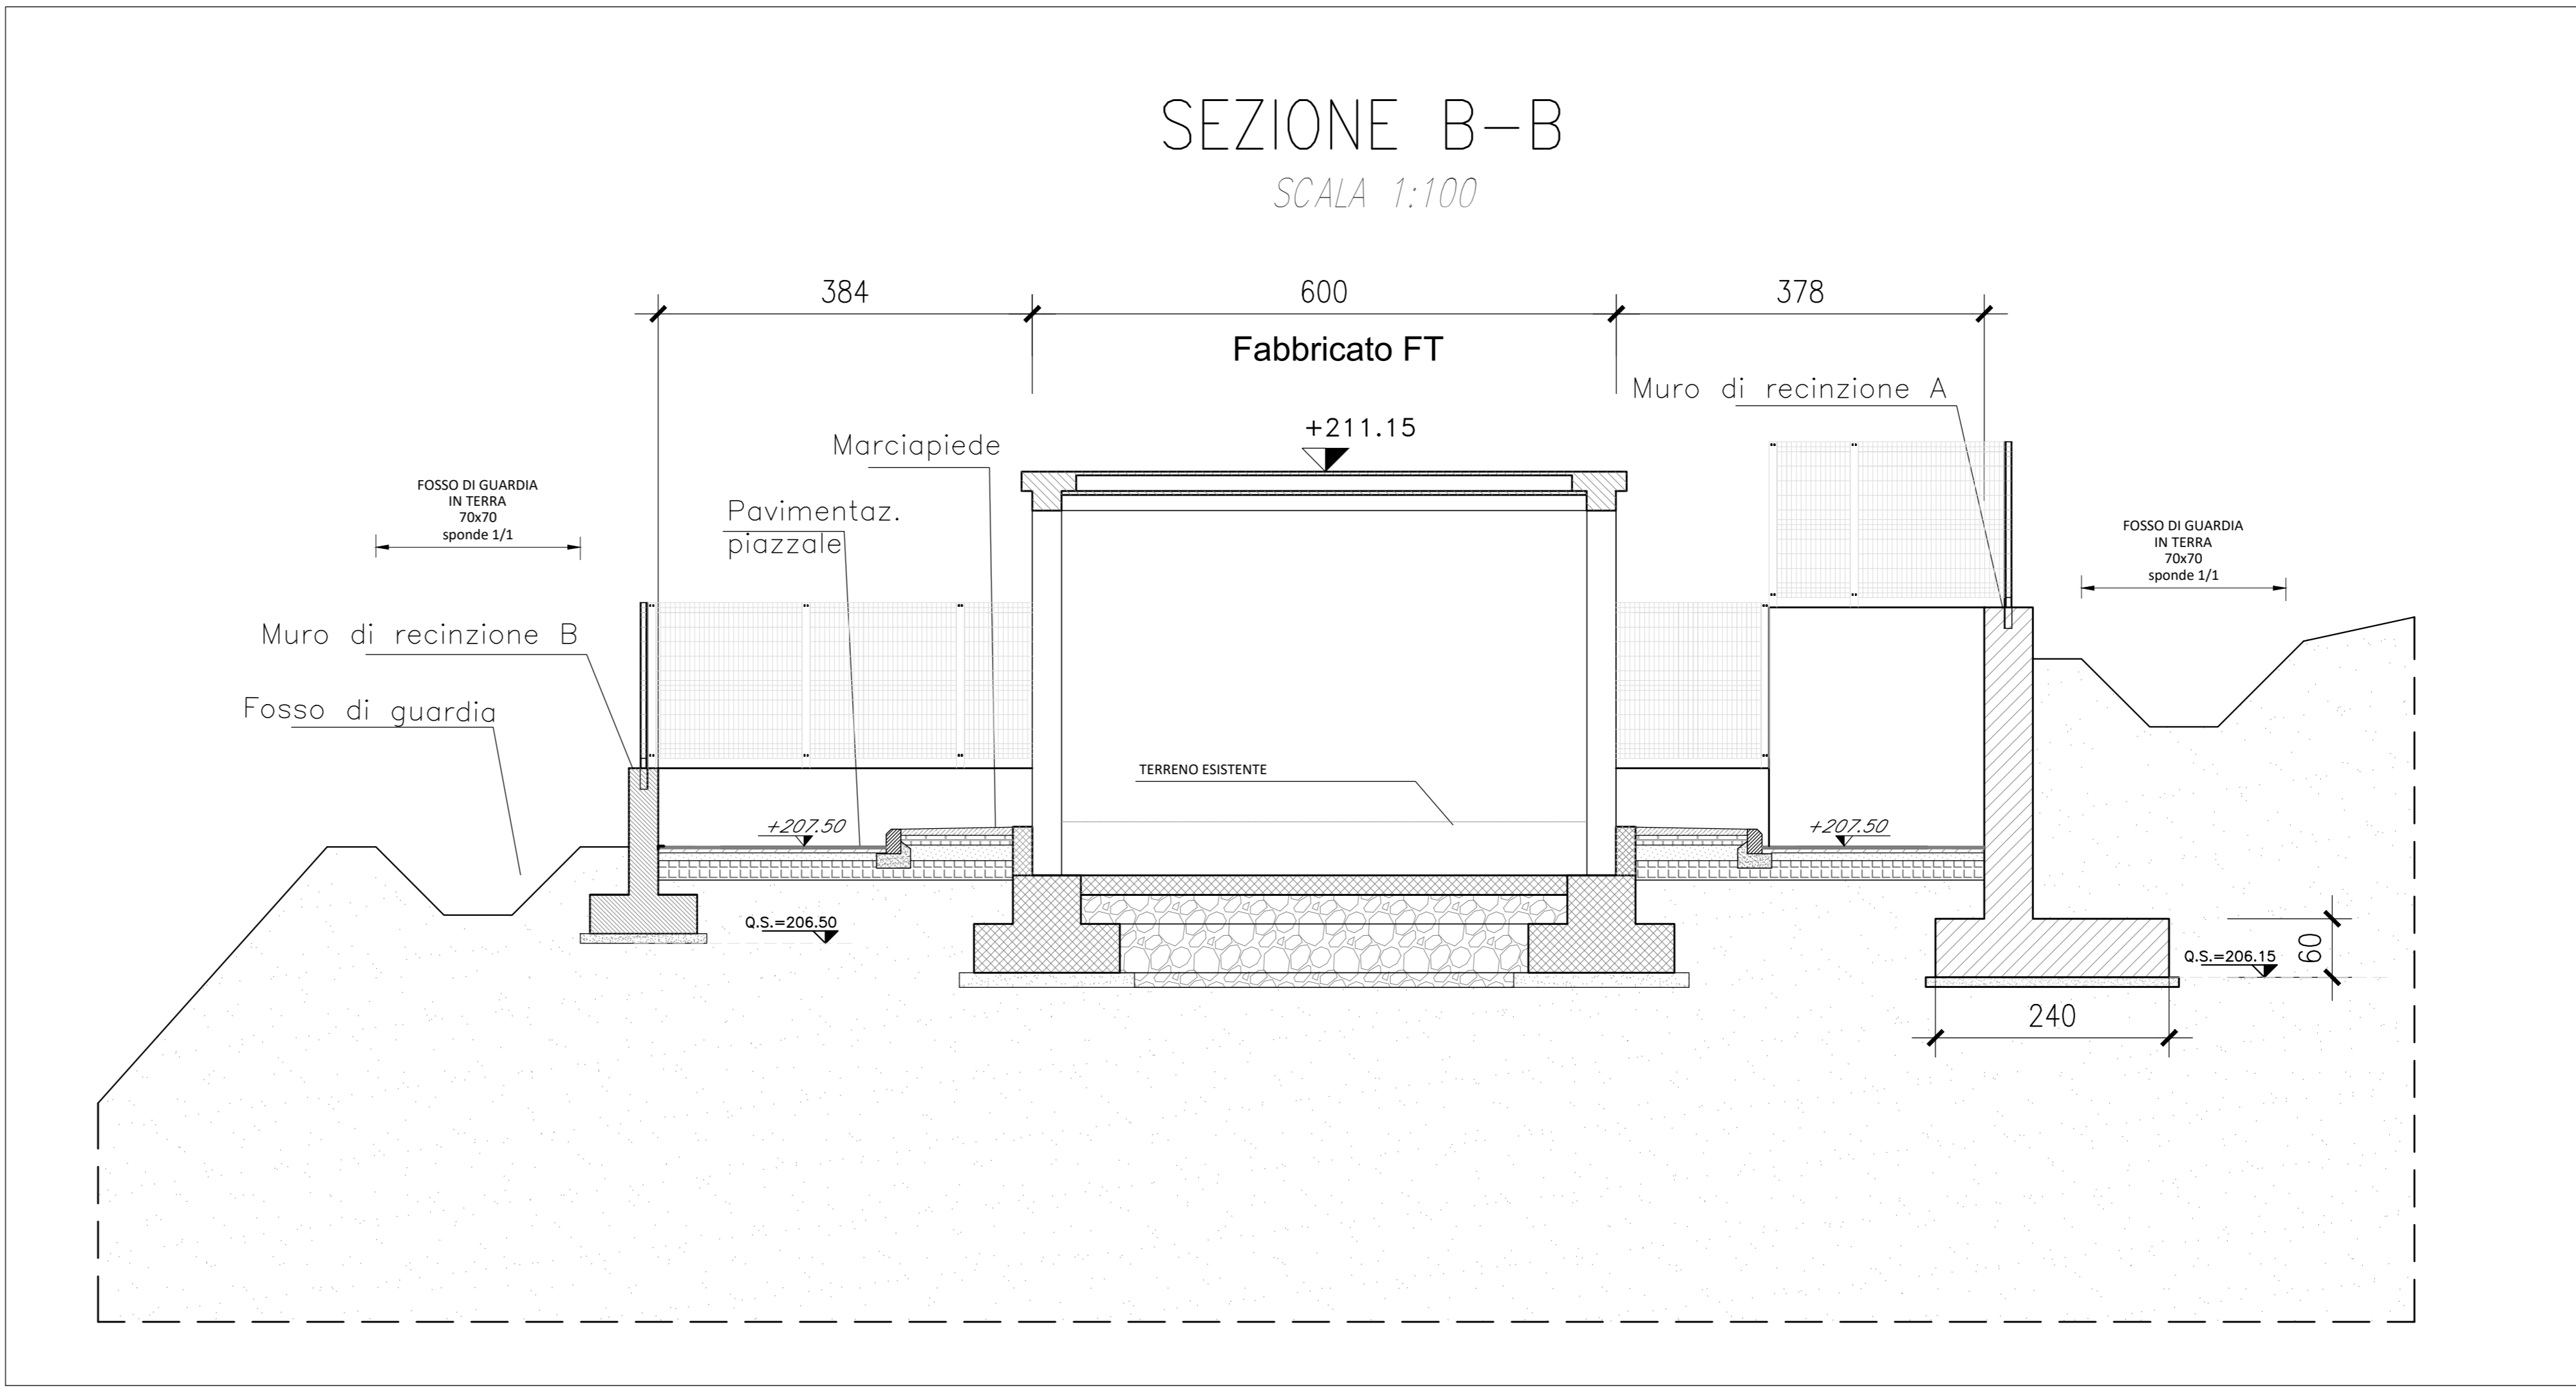 SEZIONE B-B
SCALA 1:100
384
600
378
Fabbricato FT
Muro di recinzione A
+211.15
Marciapiede
FOSSO DI GUARDIA
IN TERRA
70x70
sponde 1/1
Pavimentaz.
piazzale
FOSSO DI GUARDIA
IN TERRA
70x70
sponde 1/1
Muro di recinzione B
Fosso di guardia
TERRENO ESISTENTE
+207.50
+207.50
Q.S.=206.50
Q.S.=206.15
60
240